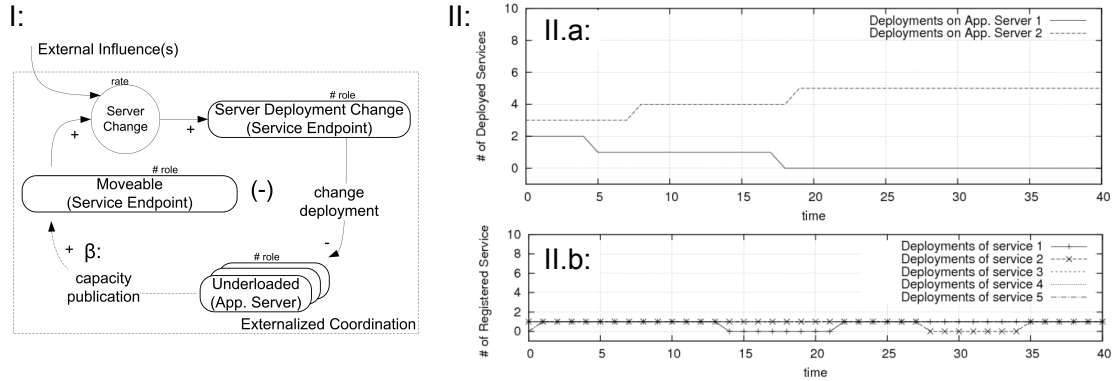 I:
External Influence(s)
rate
Server
Change
+
+
# role
Server Deployment Change
(Service Endpoint)
# role
Moveable
(Service Endpoint)
(-)
change
deployment
-
+ β:
capacity
publication
# role
Underloaded
(App. Server)
Externalized Coordination
II:
II.a:
Deployments on App. Server 1
Deployments on App. Server 2
# of Deployed Services
10
8
6
4
2
0
0 5 10 15 20 25 30 35 40
time
II.b:
Deployments of service 1
Deployments of service 2
Deployments of service 3
Deployments of service 4
Deployments of service 5
# of Registered Service
10
8
6
4
2
0
0 5 10 15 20 25 30 35 40
time